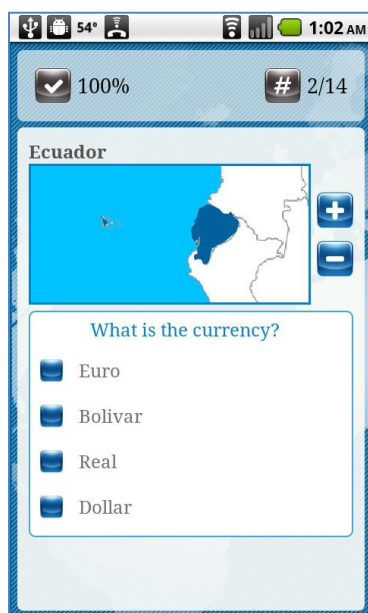 54° 1:02 AM
100% # 2/14
Ecuador
What is the currency?
Euro
Bolivar
Real
Dollar